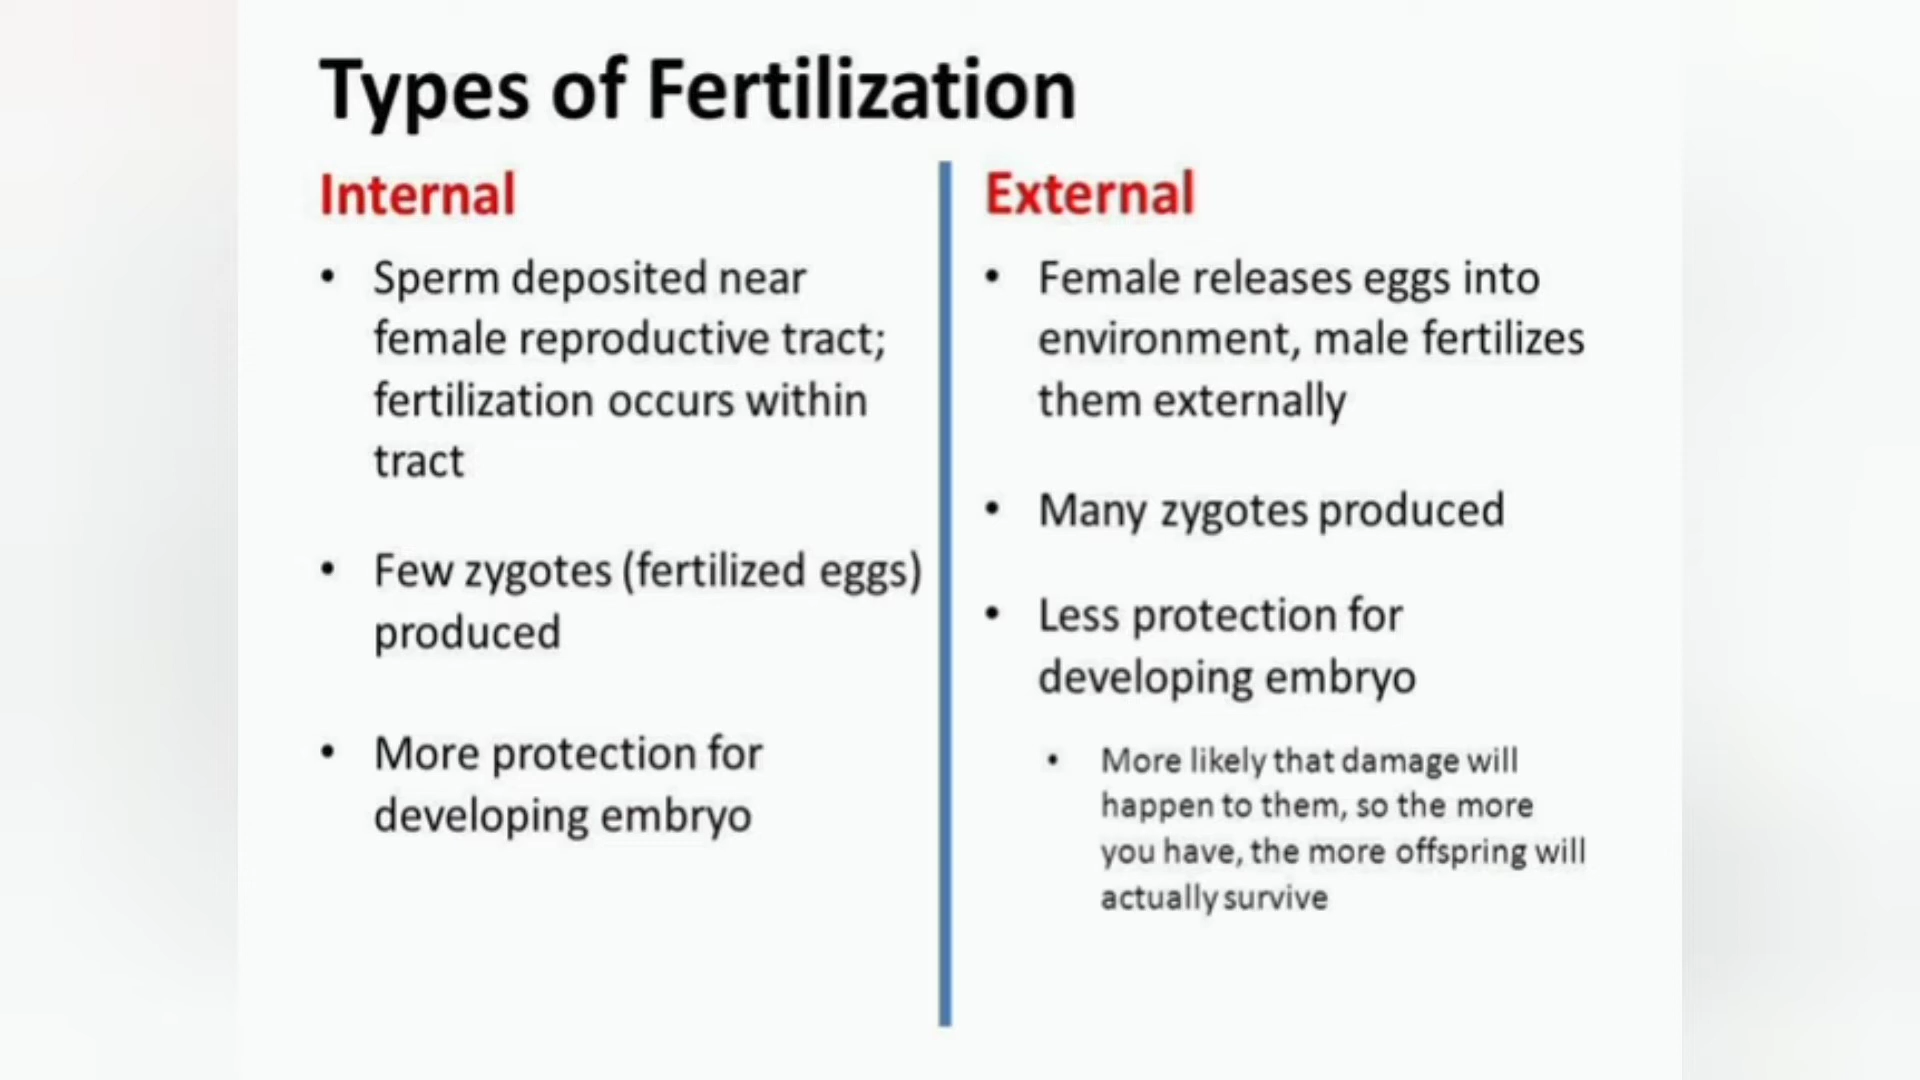 Types of Fertilization
Internal
• Sperm deposited near
female reproductive tract;
fertilization occurs within
tract
• Few zygotes (fertilized eggs)
produced
• More protection for
developing embryo
External
• Female releases eggs into
environment, male fertilizes
them externally
• Many zygotes produced
• Less protection for
developing embryo
• More likely that damage will
happen to them, so the more
you have, the more offspring will
actually survive